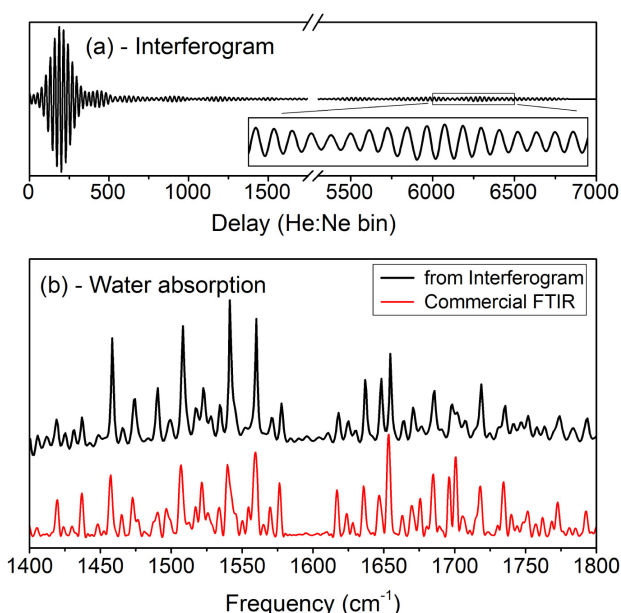 (a) - Interferogram
0 500 1000 1500 5500 6000 6500 7000
Delay (He:Ne bin)
(b) - Water absorption
from Interferogram
Commercial FTIR
1400 1450 1500 1550 1600 1650 1700 1750 1800
Frequency (cm⁻¹)